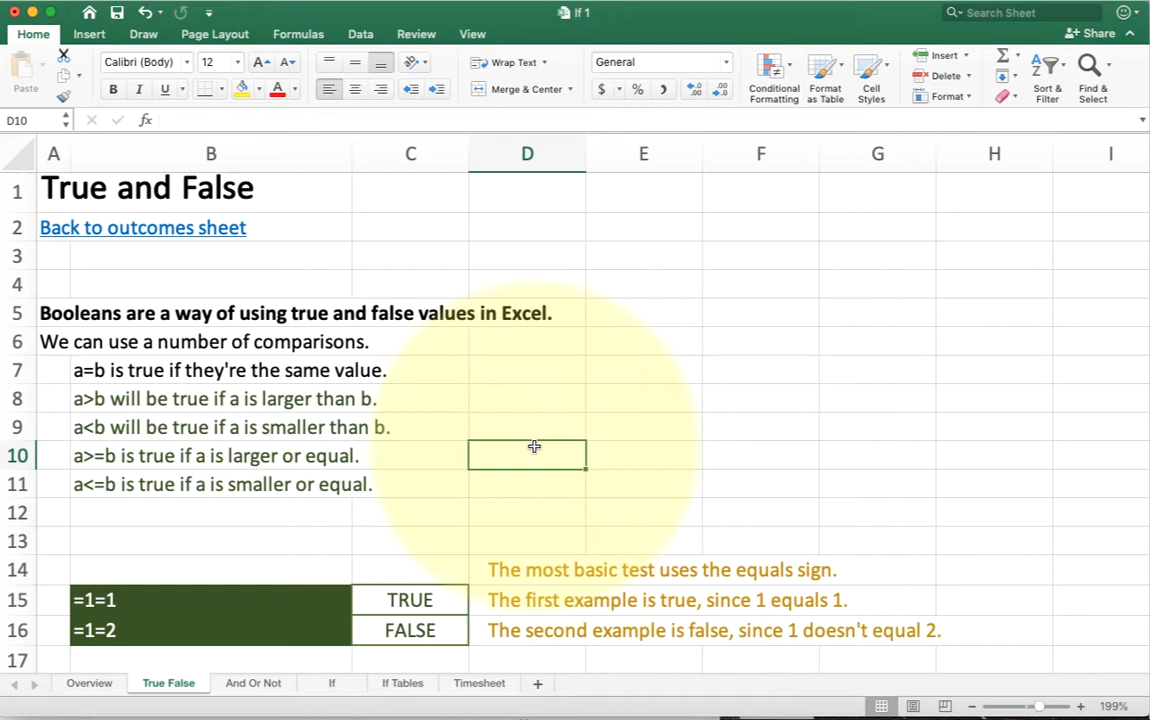 If 1
Search Sheet
Home Insert Draw Page Layout Formulas Data Review View Share
Paste
Calibri (Body) 12 A A
Wrap Text
General
Insert
B I U A
Merge & Center
$ %
Delete
Format
Conditional Formatting
Format as Table
Cell Styles
Sort & Filter
Find & Select
D10 fx
A B C D E F G H I
1 True and False
2 Back to outcomes sheet
3
4
5 Booleans are a way of using true and false values in Excel.
6 We can use a number of comparisons.
7 a=b is true if they're the same value.
8 a>b will be true if a is larger than b.
9 a<b will be true if a is smaller than b.
10 a>=b is true if a is larger or equal.
11 a<=b is true if a is smaller or equal.
12
13
14 The most basic test uses the equals sign.
15 =1=1 TRUE The first example is true, since 1 equals 1.
16 =1=2 FALSE The second example is false, since 1 doesn't equal 2.
17
Overview True False And Or Not If If Tables Timesheet +
199%